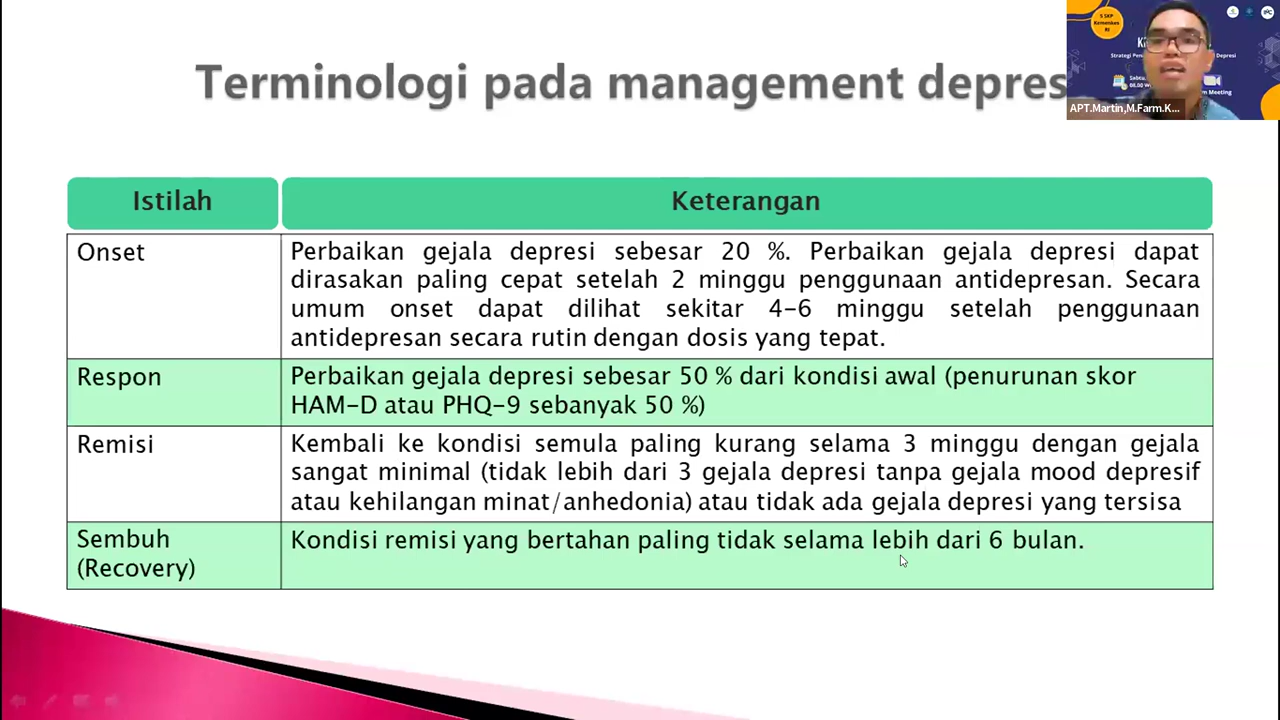 Terminologi pada management depres
5 SKP
Kemenkes
RI
APT.Martin,M.Farm.K...
Istilah
Keterangan
Onset
Perbaikan gejala depresi sebesar 20 %. Perbaikan gejala depresi dapat
dirasakan paling cepat setelah 2 minggu penggunaan antidepresan. Secara
umum onset dapat dilihat sekitar 4-6 minggu setelah penggunaan
antidepresan secara rutin dengan dosis yang tepat.
Respon
Perbaikan gejala depresi sebesar 50 % dari kondisi awal (penurunan skor
HAM-D atau PHQ-9 sebanyak 50 %)
Remisi
Kembali ke kondisi semula paling kurang selama 3 minggu dengan gejala
sangat minimal (tidak lebih dari 3 gejala depresi tanpa gejala mood depresif
atau kehilangan minat/anhedonia) atau tidak ada gejala depresi yang tersisa
Sembuh
(Recovery)
Kondisi remisi yang bertahan paling tidak selama lebih dari 6 bulan.